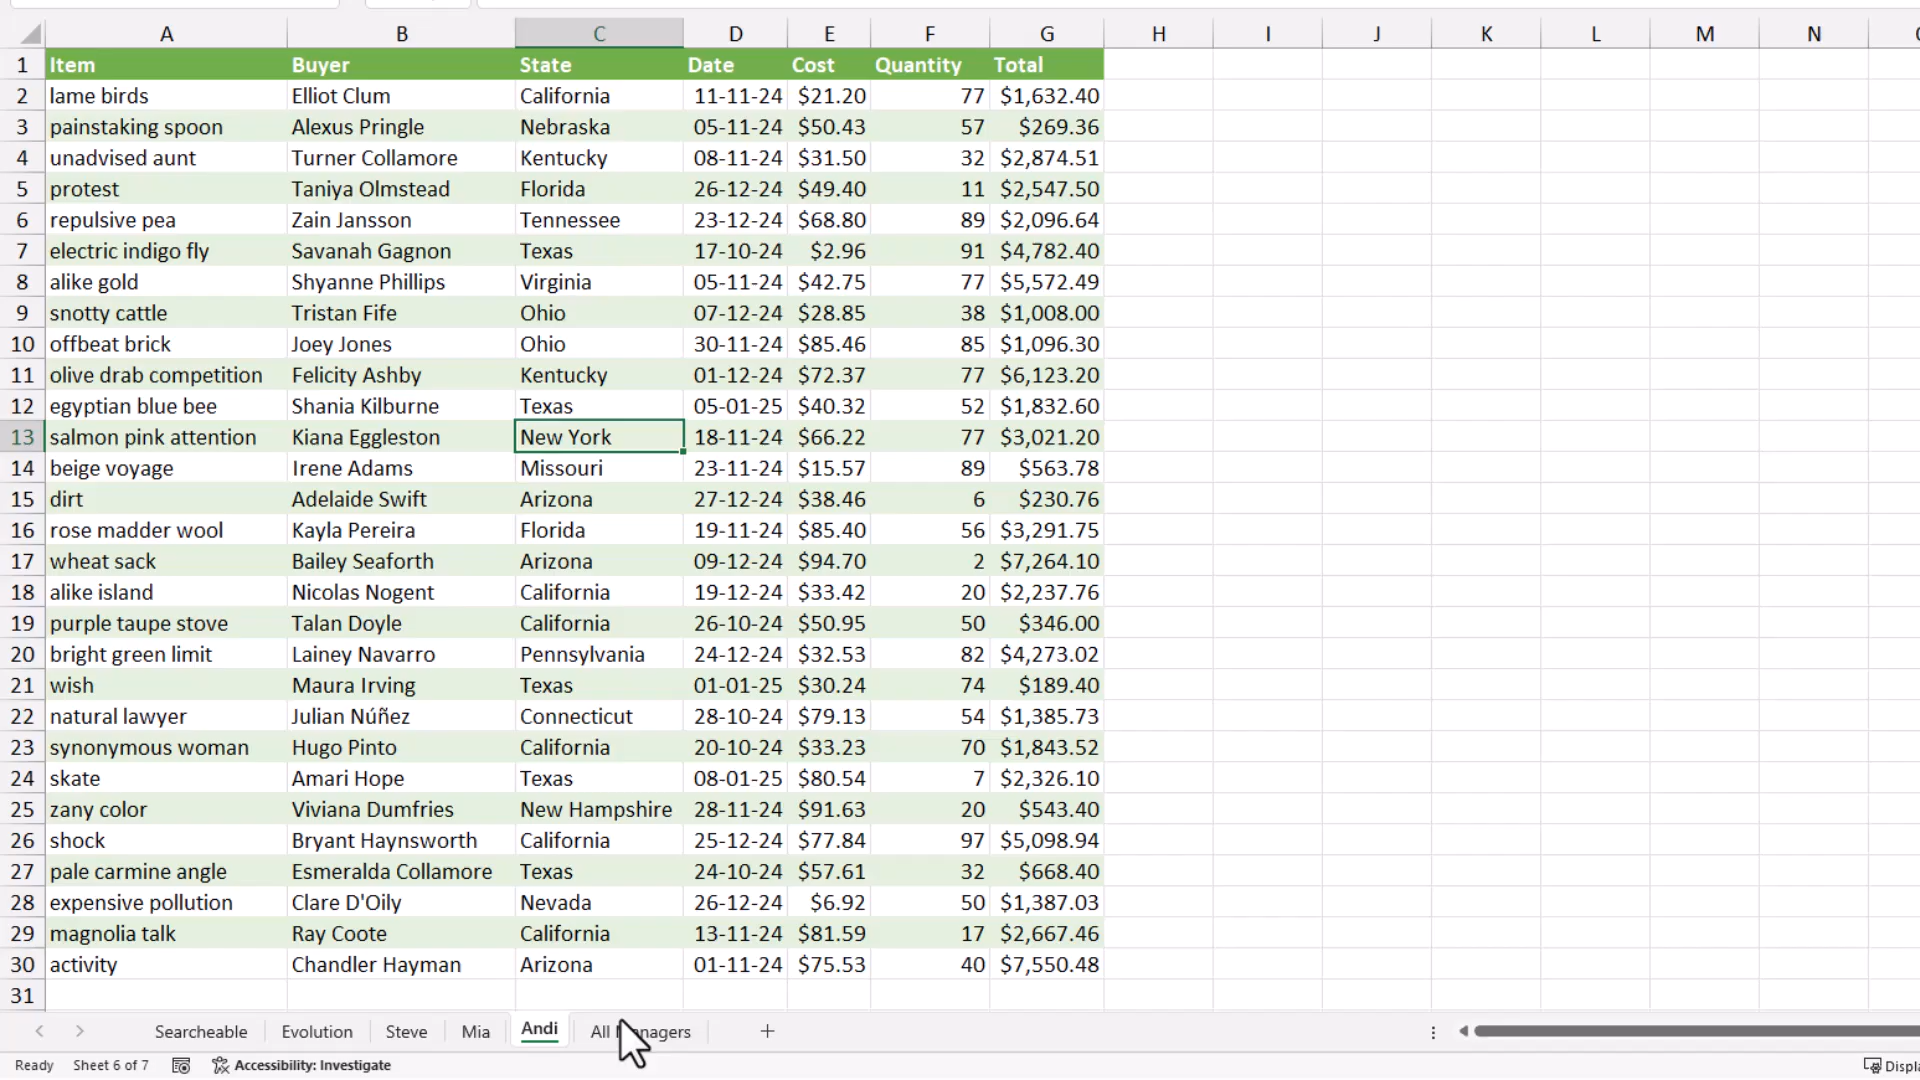 A B C D E F G H I J K L M N
1 Item Buyer State Date Cost Quantity Total
2 lame birds Elliot Clum California 11-11-24 $21.20 77 $1,632.40
3 painstaking spoon Alexus Pringle Nebraska 05-11-24 $50.43 57 $269.36
4 unadvised aunt Turner Collamore Kentucky 08-11-24 $31.50 32 $2,874.51
5 protest Taniya Olmstead Florida 26-12-24 $49.40 11 $2,547.50
6 repulsive pea Zain Jansson Tennessee 23-12-24 $68.80 89 $2,096.64
7 electric indigo fly Savanah Gagnon Texas 17-10-24 $2.96 91 $4,782.40
8 alike gold Shyanne Phillips Virginia 05-11-24 $42.75 77 $5,572.49
9 snotty cattle Tristan Fife Ohio 07-12-24 $28.85 38 $1,008.00
10 offbeat brick Joey Jones Ohio 30-11-24 $85.46 85 $1,096.30
11 olive drab competition Felicity Ashby Kentucky 01-12-24 $72.37 77 $6,123.20
12 egyptian blue bee Shania Kilburne Texas 05-01-25 $40.32 52 $1,832.60
13 salmon pink attention Kiana Eggleston New York 18-11-24 $66.22 77 $3,021.20
14 beige voyage Irene Adams Missouri 23-11-24 $15.57 89 $563.78
15 dirt Adelaide Swift Arizona 27-12-24 $38.46 6 $230.76
16 rose madder wool Kayla Pereira Florida 19-11-24 $85.40 56 $3,291.75
17 wheat sack Bailey Seaforth Arizona 09-12-24 $94.70 2 $7,264.10
18 alike island Nicolas Nogent California 19-12-24 $33.42 20 $2,237.76
19 purple taupe stove Talan Doyle California 26-10-24 $50.95 50 $346.00
20 bright green limit Lainey Navarro Pennsylvania 24-12-24 $32.53 82 $4,273.02
21 wish Maura Irving Texas 01-01-25 $30.24 74 $189.40
22 natural lawyer Julian Núñez Connecticut 28-10-24 $79.13 54 $1,385.73
23 synonymous woman Hugo Pinto California 20-10-24 $33.23 70 $1,843.52
24 skate Amari Hope Texas 08-01-25 $80.54 7 $2,326.10
25 zany color Viviana Dumfries New Hampshire 28-11-24 $91.63 20 $543.40
26 shock Bryant Haynsworth California 25-12-24 $77.84 97 $5,098.94
27 pale carmine angle Esmeralda Collamore Texas 24-10-24 $57.61 32 $668.40
28 expensive pollution Clare D'Oily Nevada 26-12-24 $6.92 50 $1,387.03
29 magnolia talk Ray Coote California 13-11-24 $81.59 17 $2,667.46
30 activity Chandler Hayman Arizona 01-11-24 $75.53 40 $7,550.48
31
Searcheable Evolution Steve Mia Andi All Managers +
Ready Sheet 6 of 7 Accessibility: Investigate